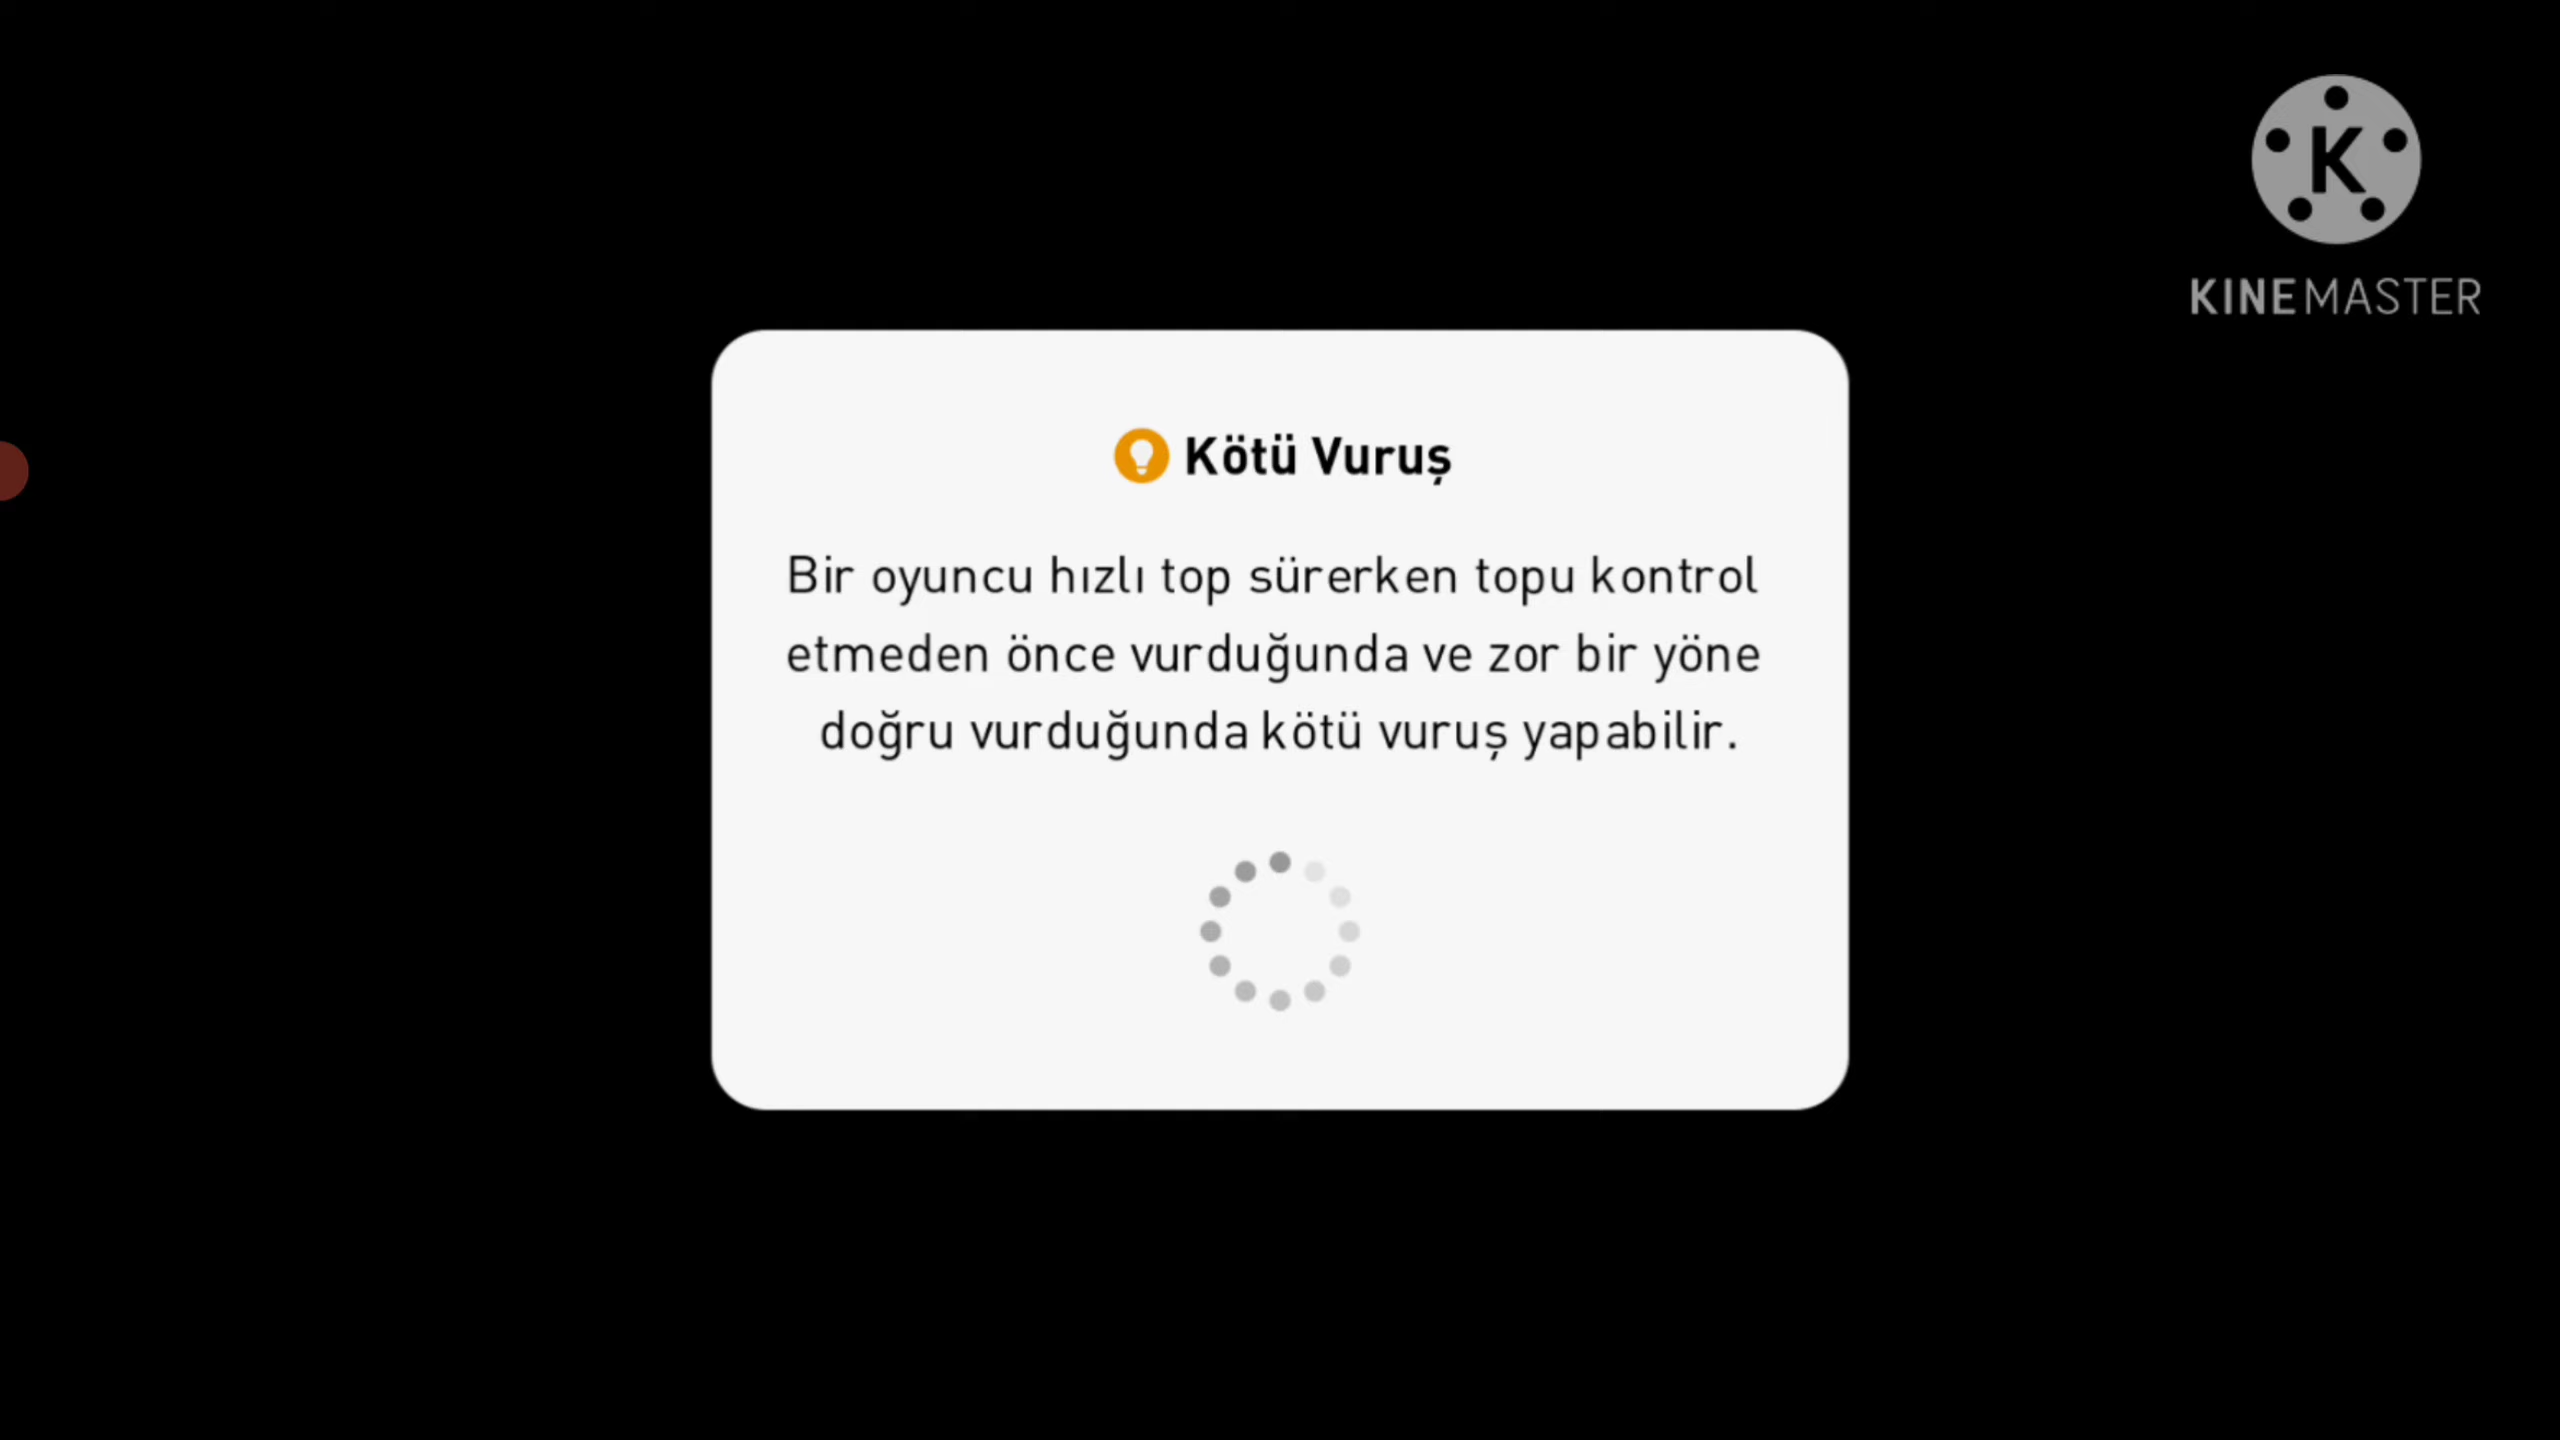 K
KINEMASTER
Kötü Vuruş
Bir oyuncu hızlı top sürerken topu kontrol
etmeden önce vurduğunda ve zor bir yöne
doğru vurduğunda kötü vuruş yapabilir.